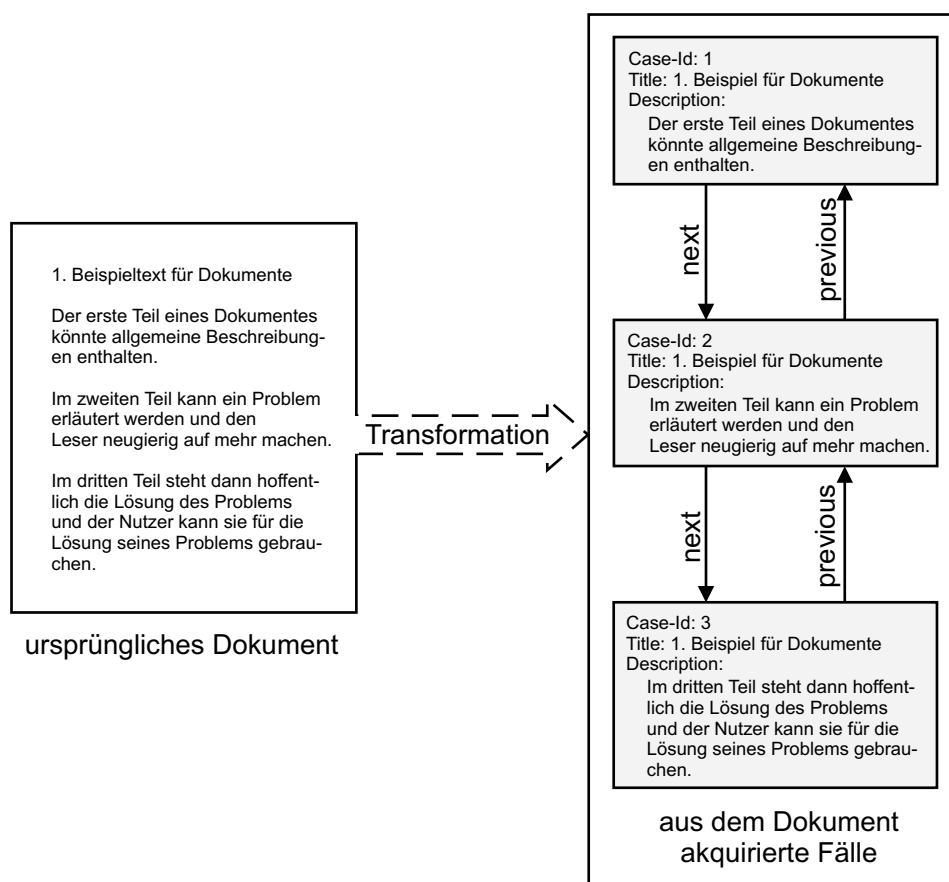 1. Beispieltext für Dokumente
Der erste Teil eines Dokumentes
könnte allgemeine Beschreibung-
en enthalten.
Im zweiten Teil kann ein Problem
erläutert werden und den
Leser neugierig auf mehr machen.
Im dritten Teil steht dann hoffent-
lich die Lösung des Problems
und der Nutzer kann sie für die
Lösung seines Problems gebrau-
chen.
ursprüngliches Dokument
Transformation
Case-Id: 1
Title: 1. Beispiel für Dokumente
Description:
Der erste Teil eines Dokumentes
könnte allgemeine Beschreibung-
en enthalten.
next
previous
Case-Id: 2
Title: 1. Beispiel für Dokumente
Description:
Im zweiten Teil kann ein Problem
erläutert werden und den
Leser neugierig auf mehr machen.
next
previous
Case-Id: 3
Title: 1. Beispiel für Dokumente
Description:
Im dritten Teil steht dann hoffent-
lich die Lösung des Problems
und der Nutzer kann sie für die
Lösung seines Problems gebrau-
chen.
aus dem Dokument
akquirierte Fälle